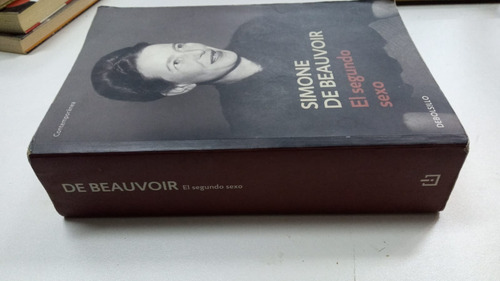 Contemporánea
SIMONE
DE BEAUVOIR
El segundo
sexo
DEBOLSILLO
DE BEAUVOIR El segundo sexo